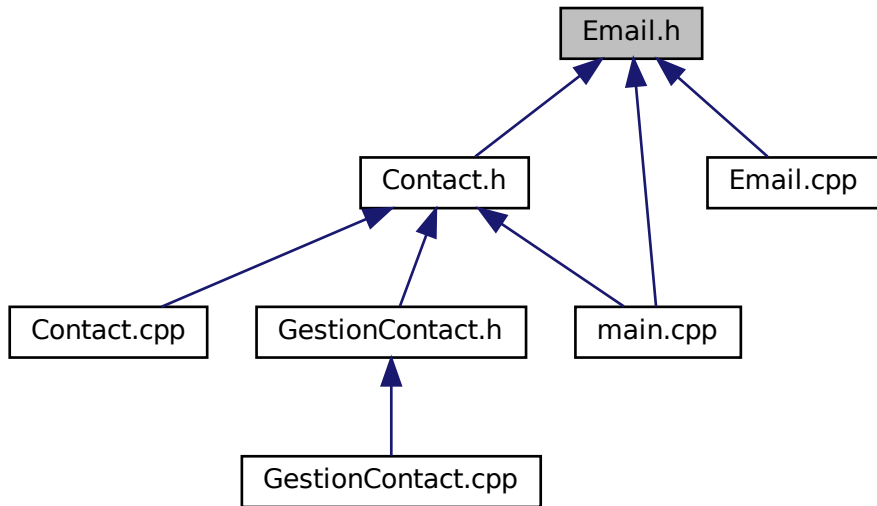 Email.h
Contact.h
Email.cpp
Contact.cpp
GestionContact.h
main.cpp
GestionContact.cpp